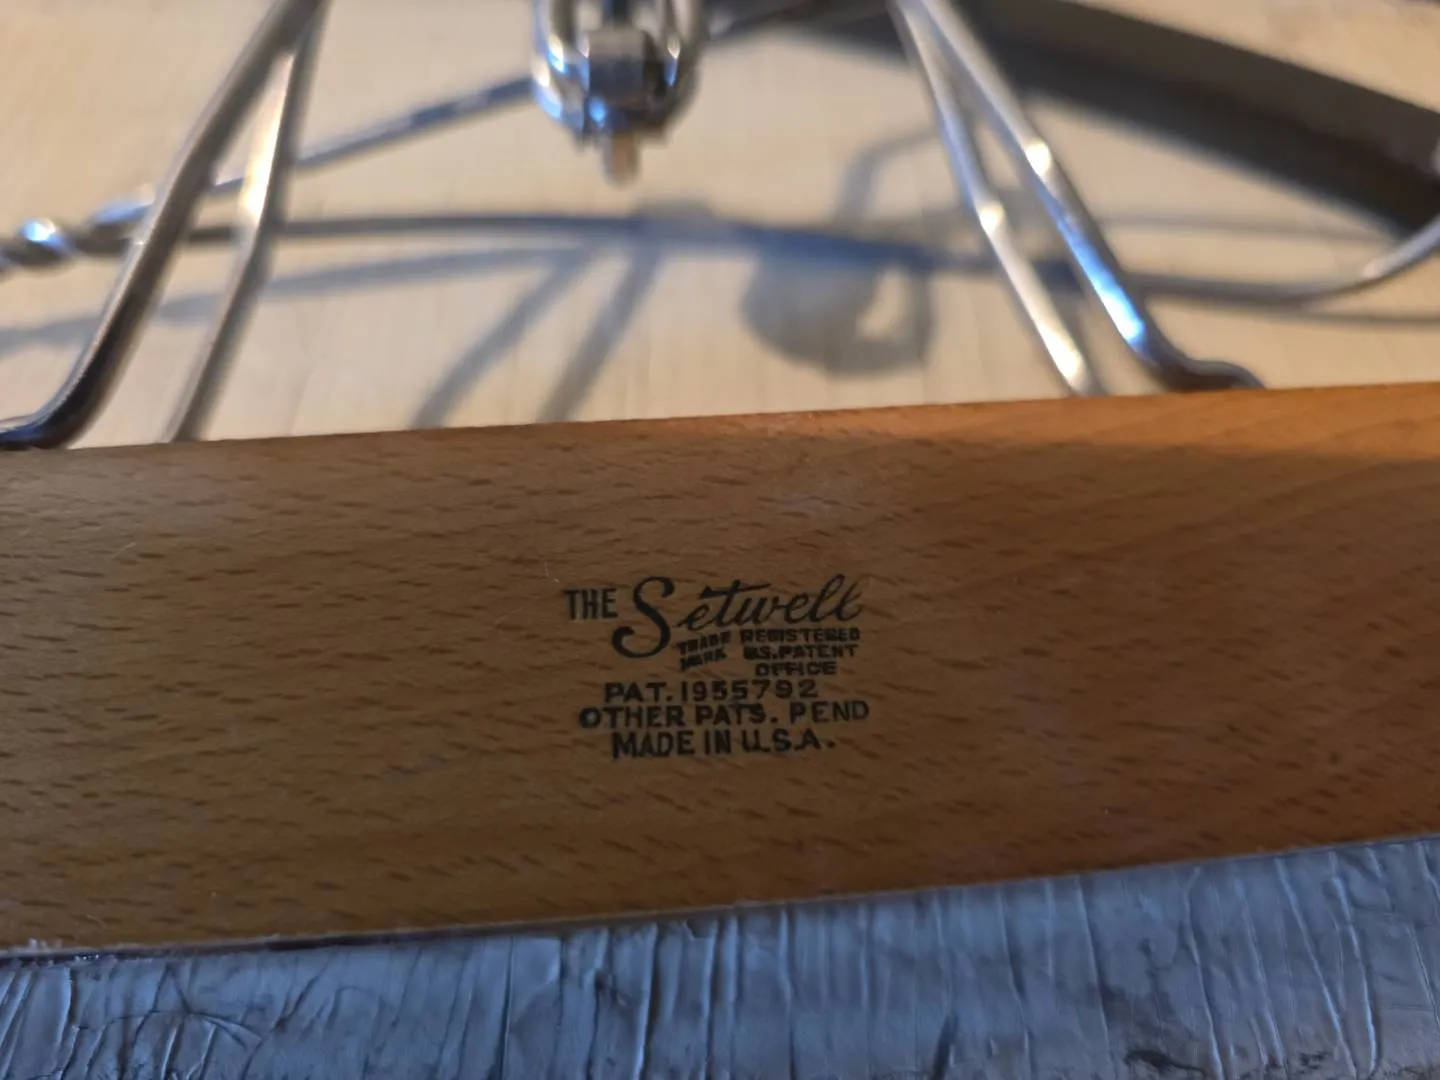 THE Setwell
TRADE MARK REGISTERED U.S. PATENT OFFICE
PAT. 1955792
OTHER PATS. PEND
MADE IN U.S.A.